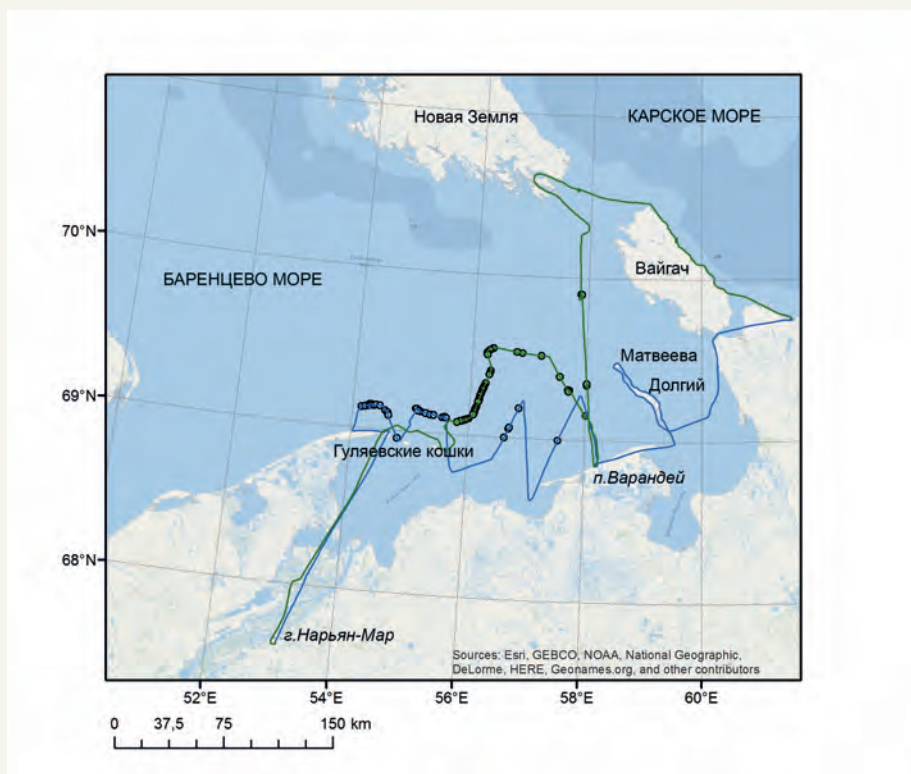 Новая Земля
КАРСКОЕ МОРЕ
70°N
БАРЕНЦЕВО МОРЕ
Вайгач
Матвеева
69°N
Долгий
Гуляевские кошки
п.Варандей
68°N
г.Нарьян-Мар
Sources: Esri, GEBCO, NOAA, National Geographic,
DeLorme, HERE, Geonames.org, and other contributors
52°E 54°E 56°E 58°E 60°E
0 37,5 75 150 km